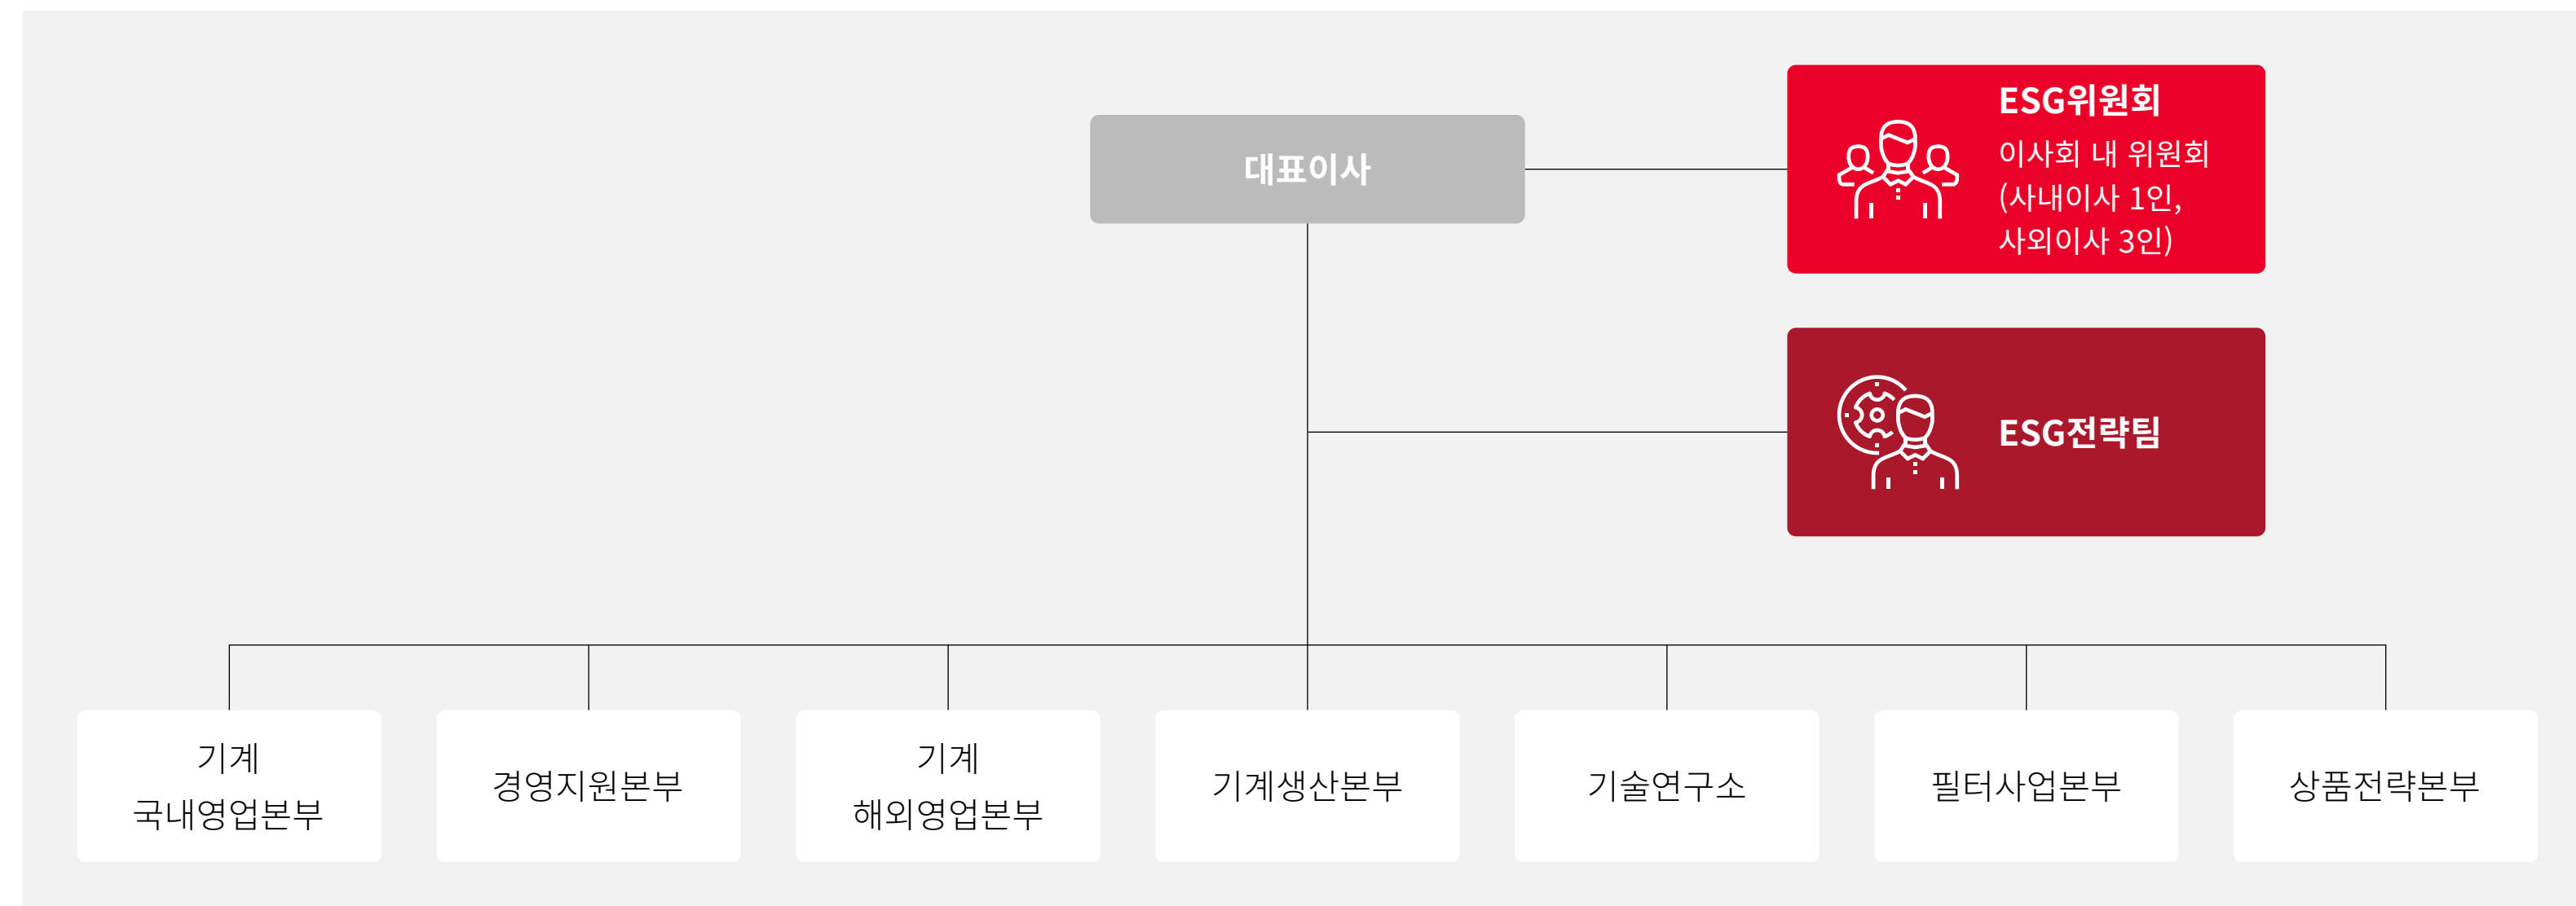 대표이사
ESG위원회
이사회 내 위원회
(사내이사 1인,
사외이사 3인)
ESG전략팀
기계
국내영업본부
경영지원본부
기계
해외영업본부
기계생산본부
기술연구소
필터사업본부
상품전략본부